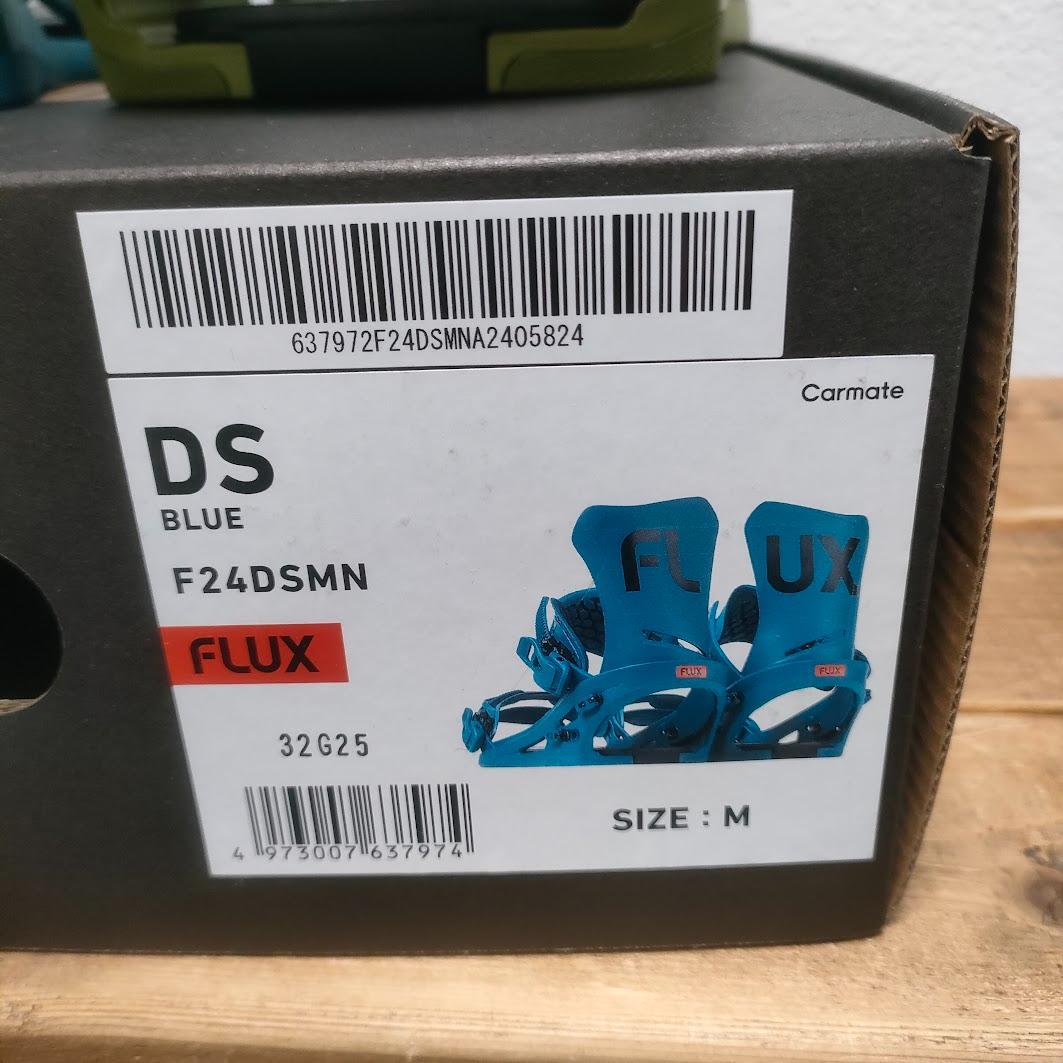 637972F24DSMNA2405824
Carmate
DS
BLUE
F24DSMN
FLUX
FL UX
FLUX FLUX
32G25
SIZE : M
4 973007 637974